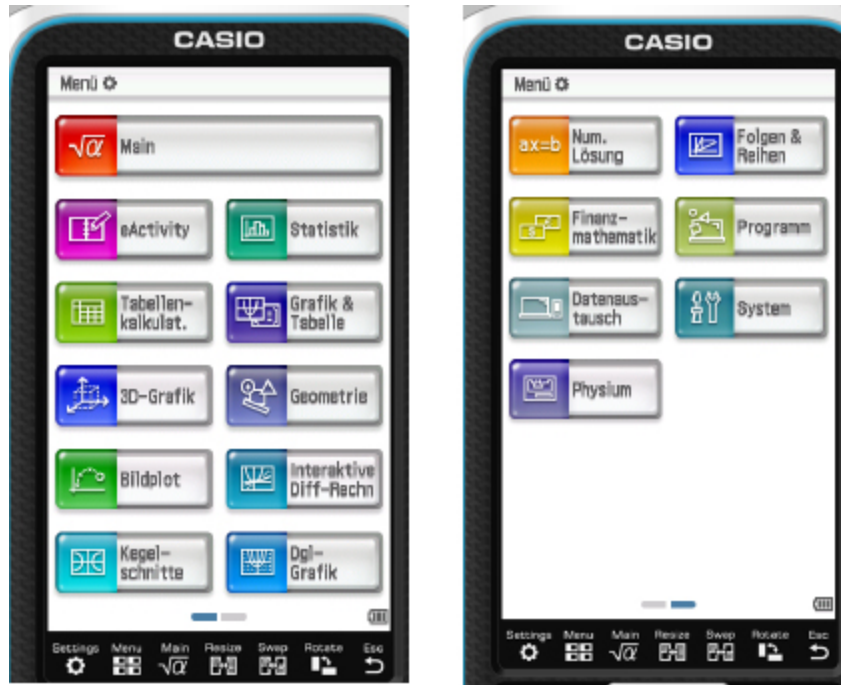 CASIO
Menü
√α Main
eActivity
Statistik
Tabellen-
kalkulat.
Grafik &
Tabelle
3D-Grafik
Geometrie
Bildplot
Interaktive
Diff-Rechn
Kegel-
schnitte
Dgl-
Grafik
Settings Menu Main Resize Swap Rotate Esc
√α
CASIO
Menü
ax=b Num.
Lösung
Folgen &
Reihen
Finanz-
mathematik
Programm
Datenaus-
tausch
System
Physium
Settings Menu Main Resize Swap Rotate Esc
√α